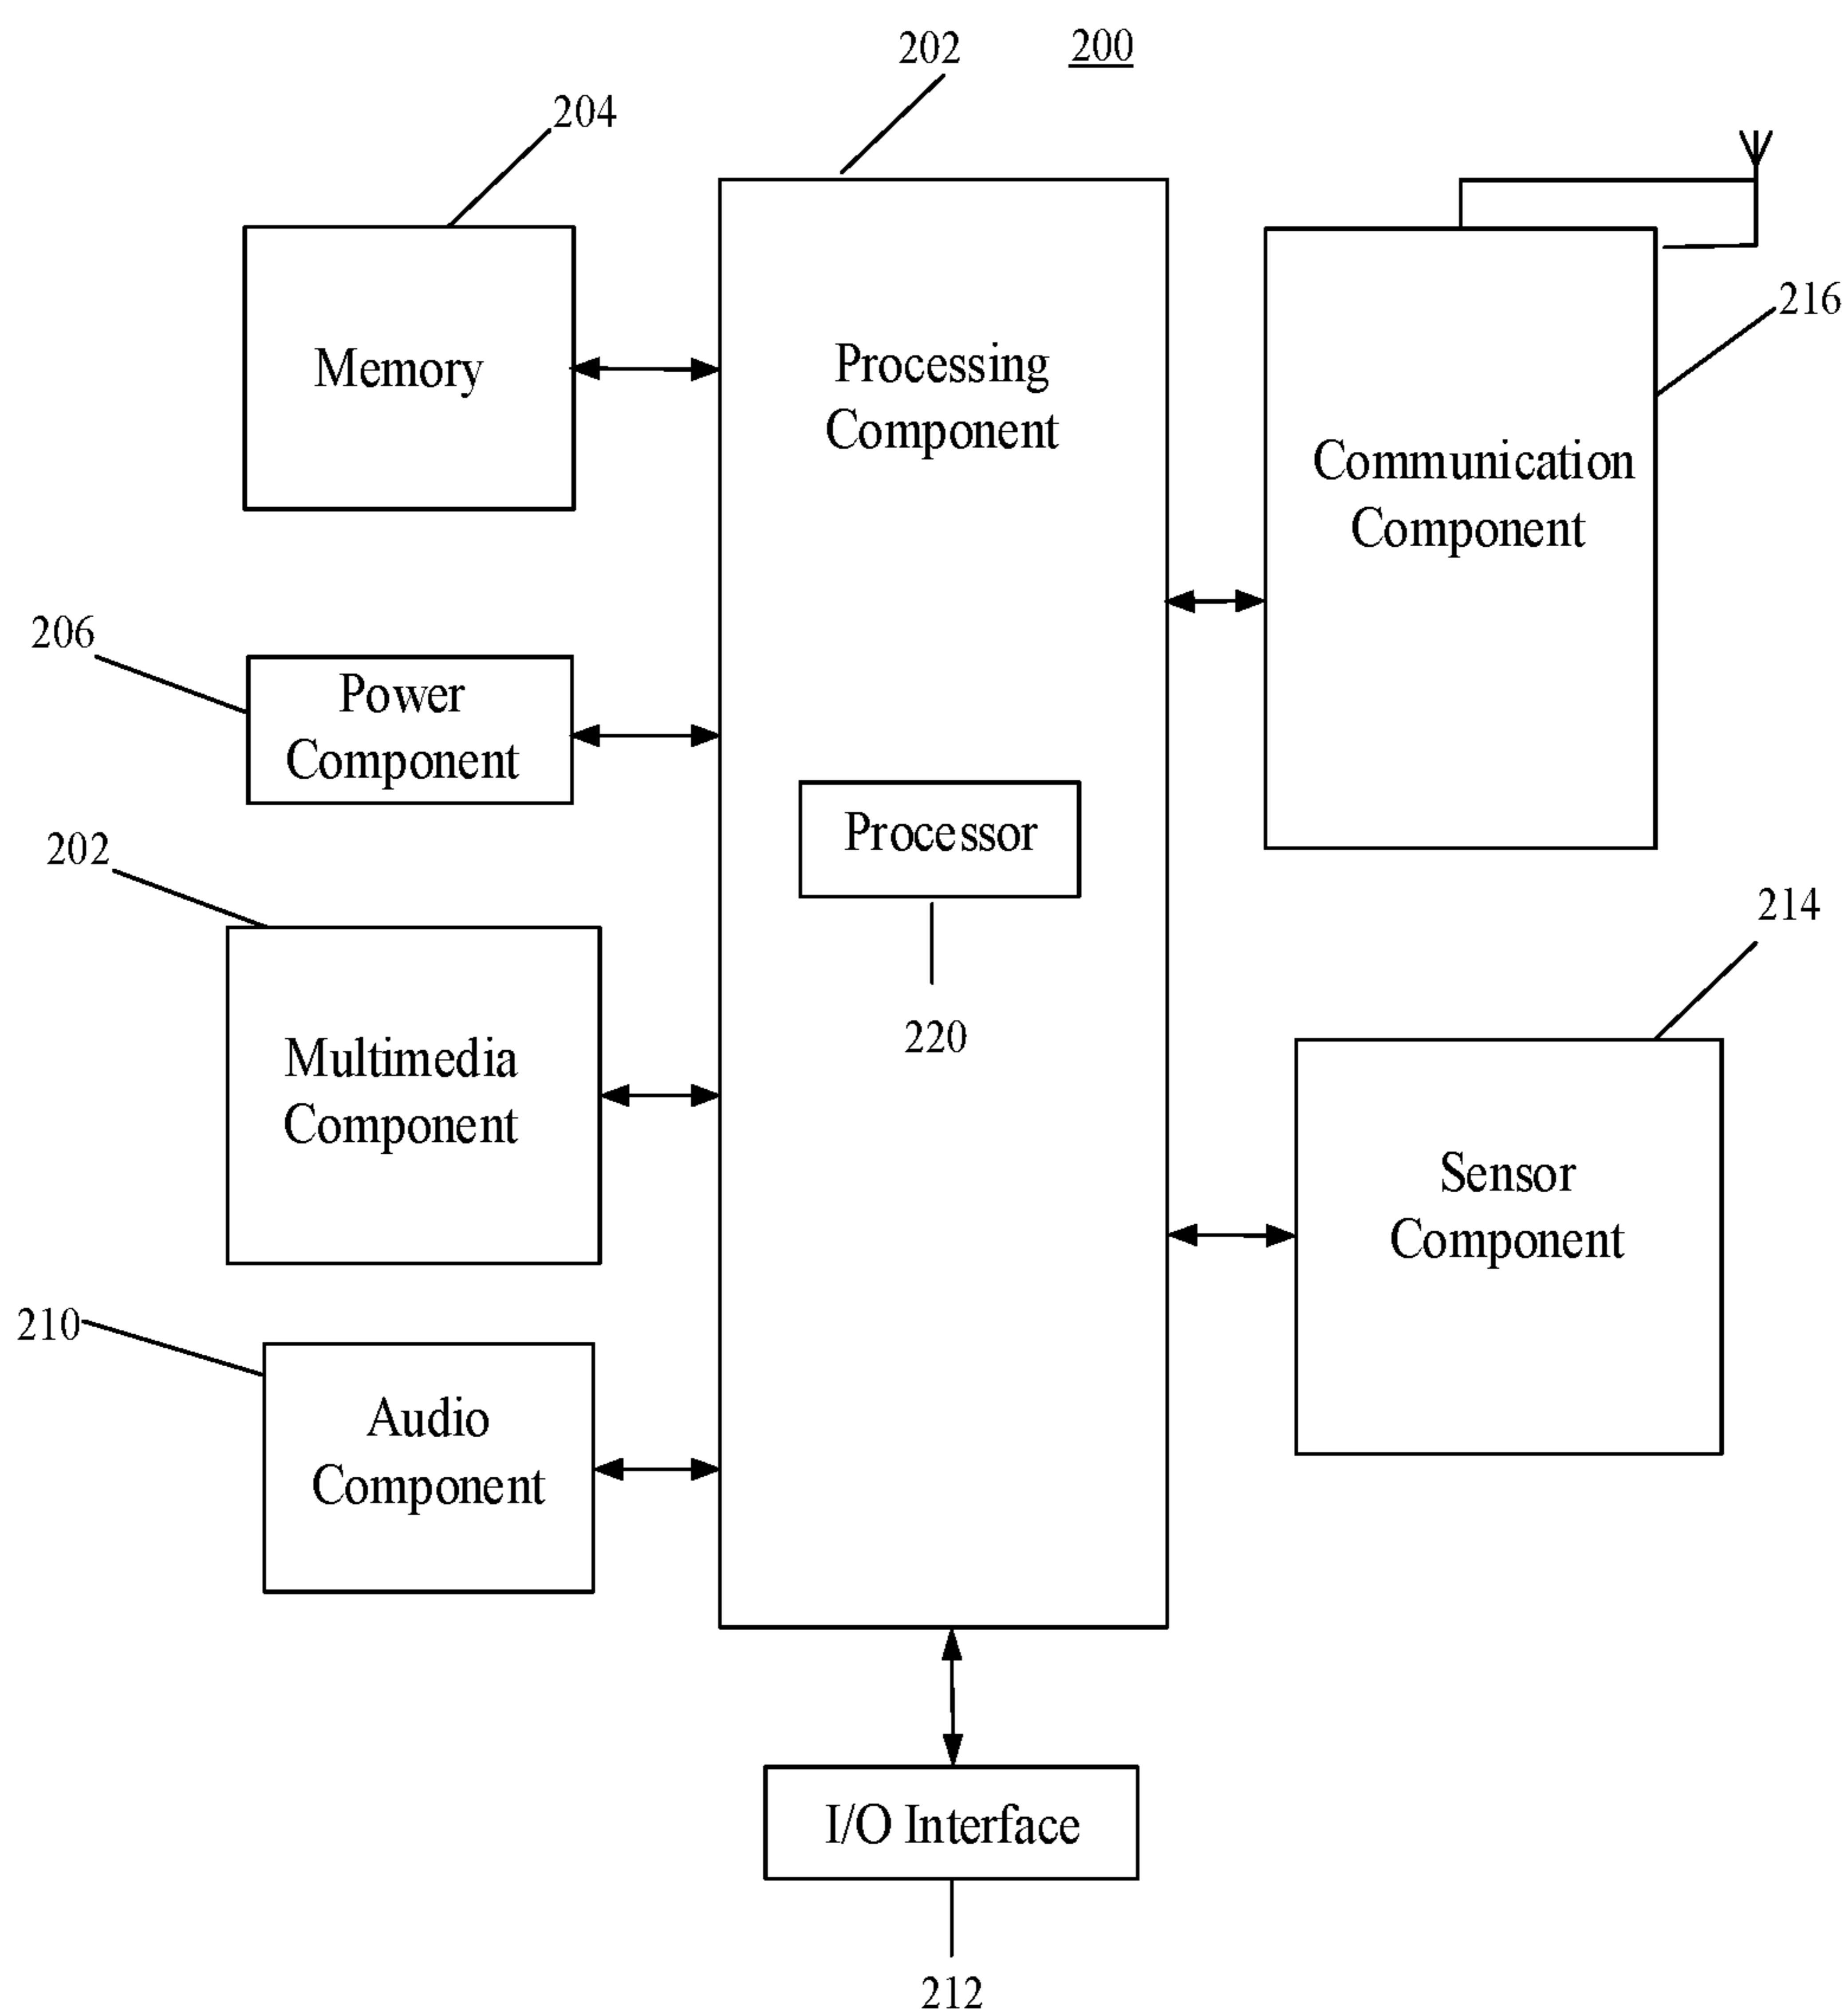 202
200
204
216
Memory
Processing
Component
Communication
Component
206
Power
Component
202
Processor
214
220
Multimedia
Component
Sensor
Component
210
Audio
Component
I/O Interface
212